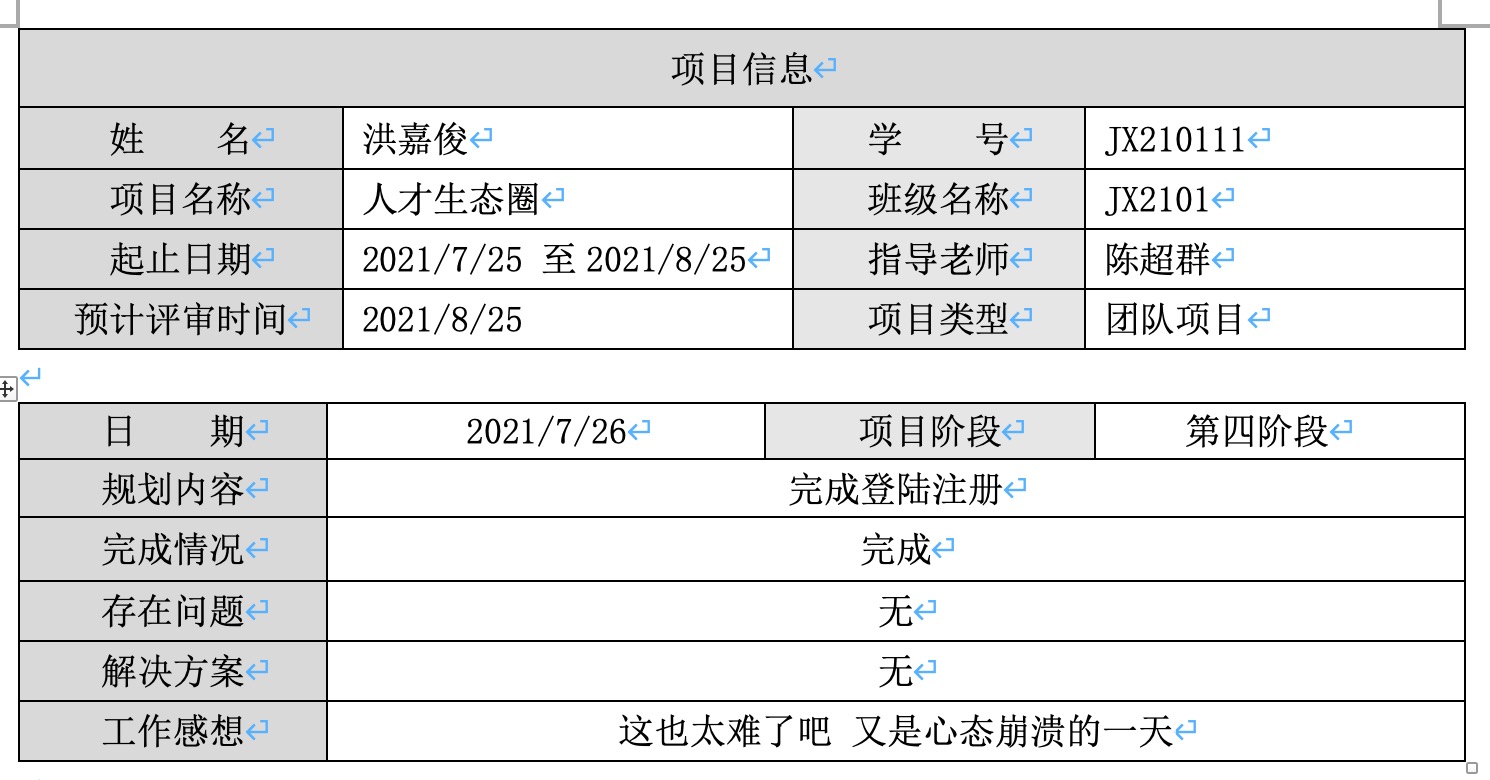 项目信息
姓 名 洪嘉俊 学 号 JX210111
项目名称 人才生态圈 班级名称 JX2101
起止日期 2021/7/25 至 2021/8/25 指导老师 陈超群
预计评审时间 2021/8/25 项目类型 团队项目
日 期 2021/7/26 项目阶段 第四阶段
规划内容 完成登陆注册
完成情况 完成
存在问题 无
解决方案 无
工作感想 这也太难了吧 又是心态崩溃的一天